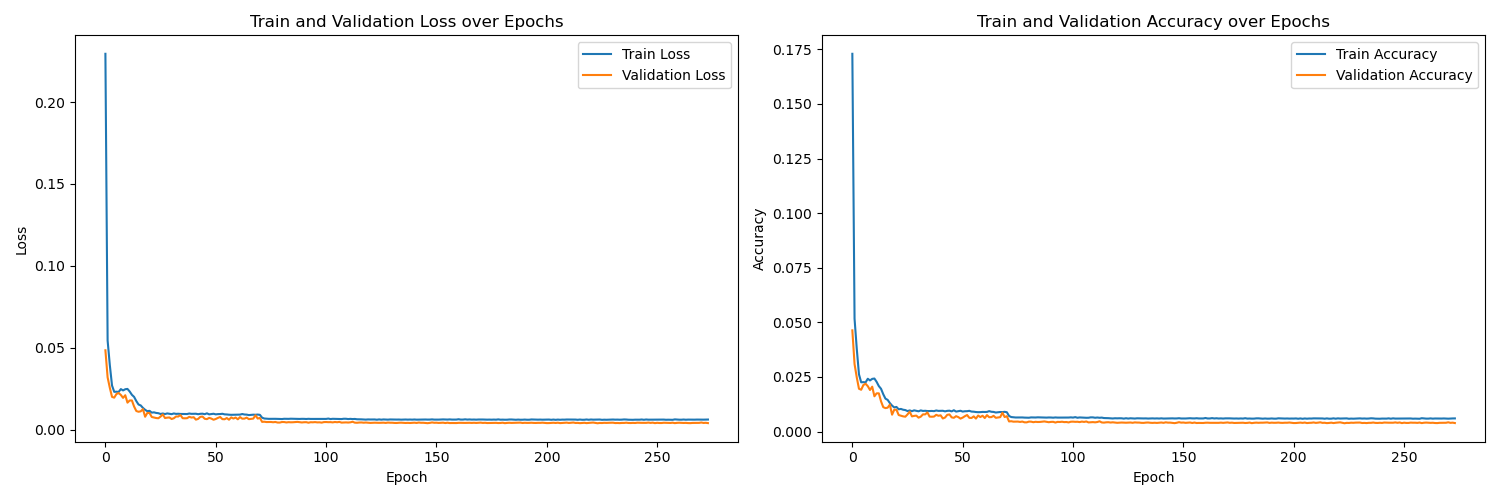 Train and Validation Loss over Epochs
Train Loss
Validation Loss
0.20
0.15
0.10
0.05
0.00
Loss
0
50
100
150
200
250
Epoch
Train and Validation Accuracy over Epochs
Train Accuracy
Validation Accuracy
0.175
0.150
0.125
0.100
0.075
0.050
0.025
0.000
Accuracy
0
50
100
150
200
250
Epoch